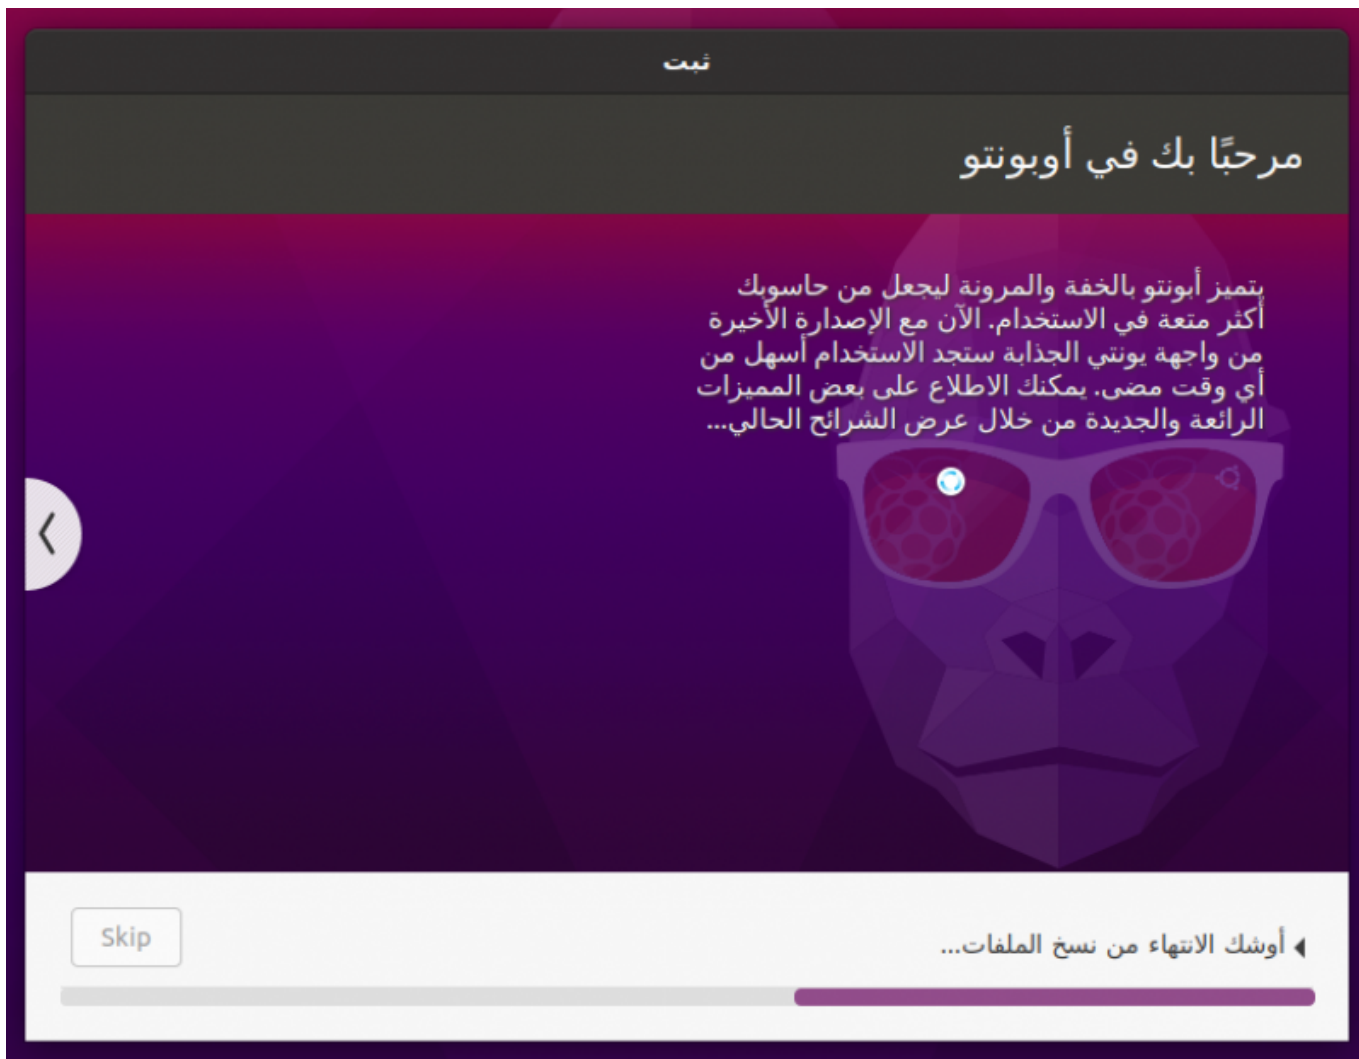 ثبت
مرحبًا بك في أوبونتو
يتميز أبونتو بالخفة والمرونة ليجعل من حاسوبك
أكثر متعة في الاستخدام. الآن مع الإصدارة الأخيرة
من واجهة يونتي الجذابة ستجد الاستخدام أسهل من
أي وقت مضى. يمكنك الاطلاع على بعض المميزات
الرائعة والجديدة من خلال عرض الشرائح الحالي...
أوشك الانتهاء من نسخ الملفات...
Skip